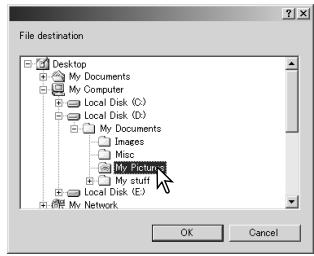 File destination
Desktop
My Documents
My Computer
Local Disk (C:)
Local Disk (D:)
My Documents
Images
Misc
My Pictures
My stuff
Local Disk (E:)
My Network
OK
Cancel